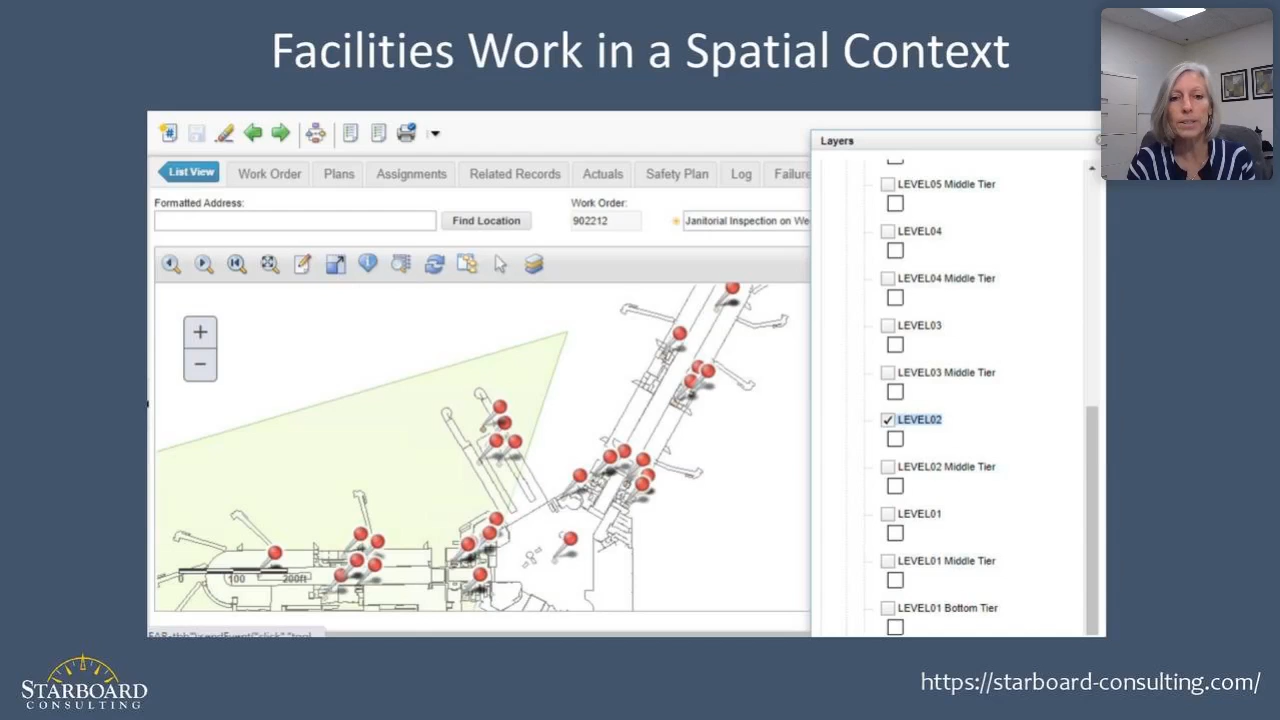 Facilities Work in a Spatial Context
List View
Work Order
Plans
Assignments
Related Records
Actuals
Safety Plan
Log
Failure
Formatted Address:
Find Location
Work Order:
902212
Janitorial Inspection on We
100 200ft
Layers
LEVEL05 Middle Tier
LEVEL04
LEVEL04 Middle Tier
LEVEL03
LEVEL03 Middle Tier
LEVEL02
LEVEL02 Middle Tier
LEVEL01
LEVEL01 Middle Tier
LEVEL01 Bottom Tier
STARBOARD
CONSULTING
https://starboard-consulting.com/